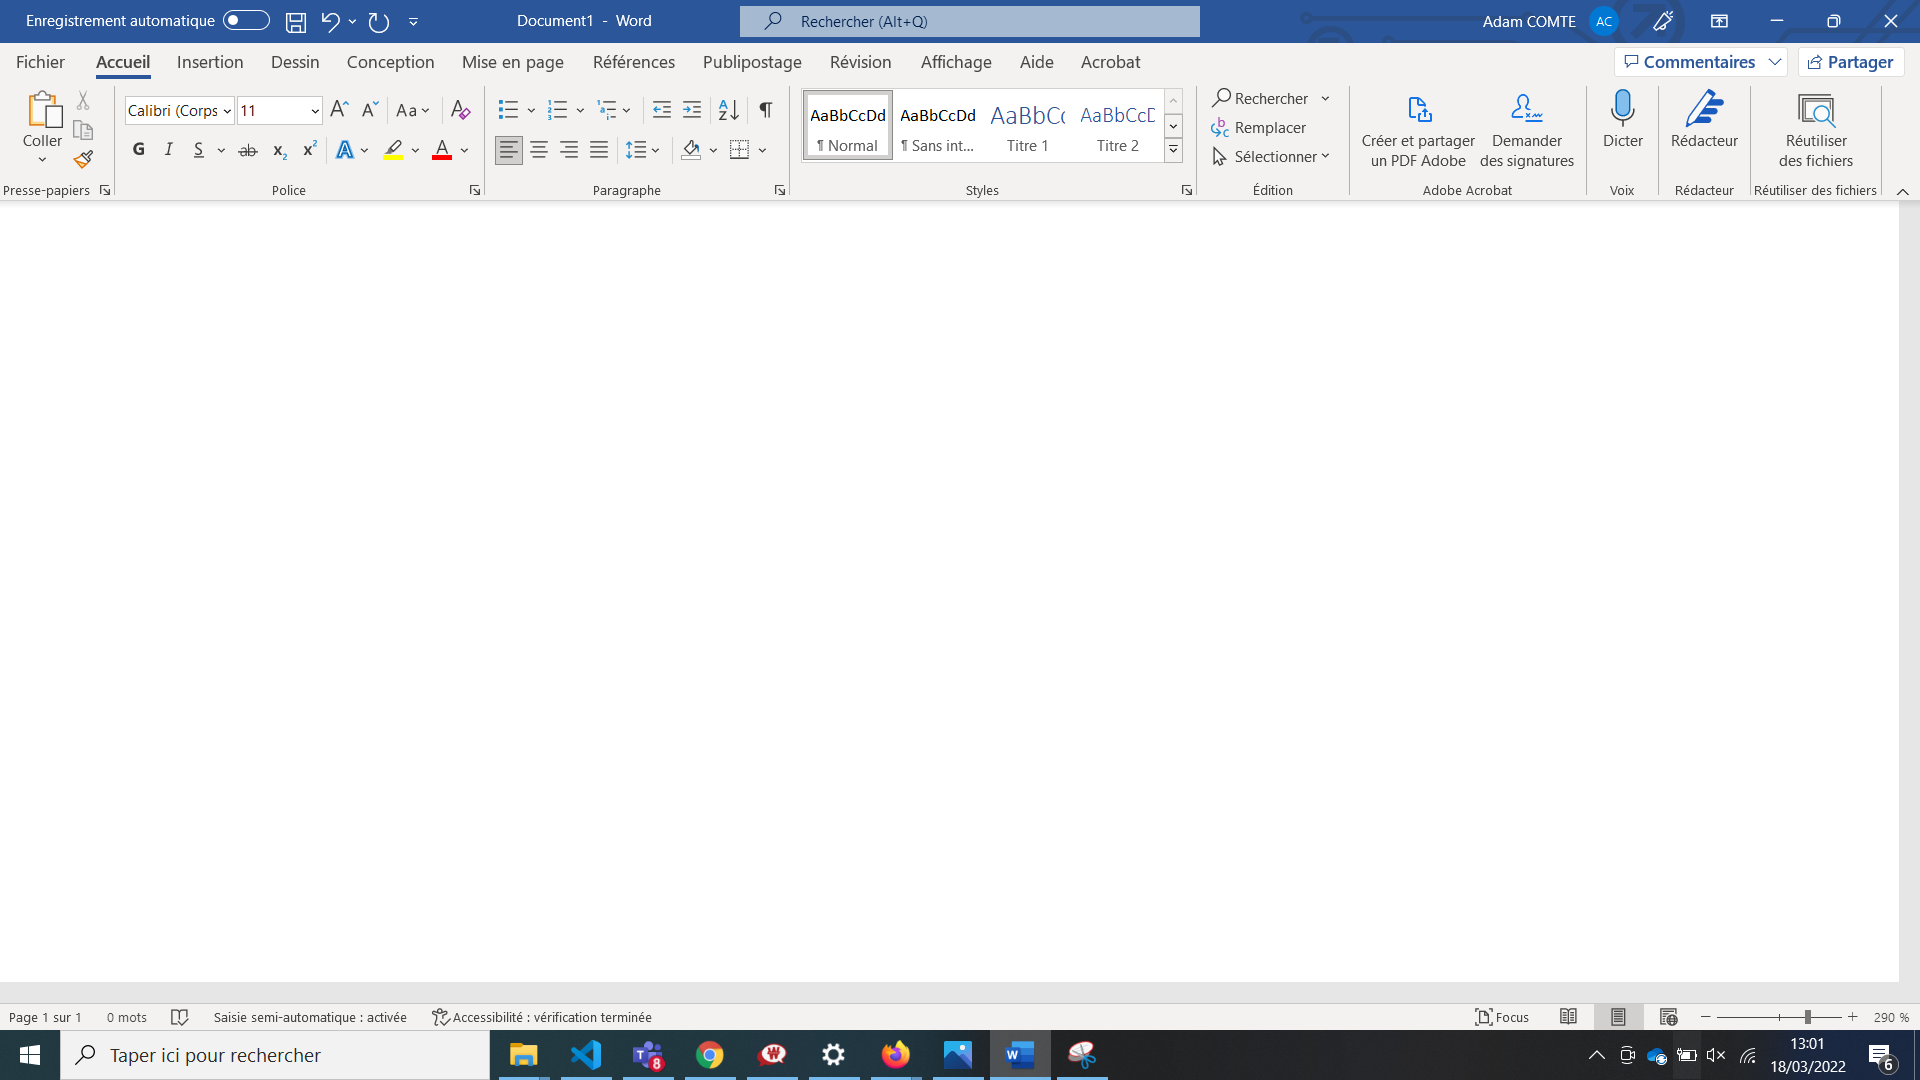 Enregistrement automatique
Document1 - Word
Rechercher (Alt+Q)
Adam COMTE
AC
Fichier Accueil Insertion Dessin Conception Mise en page Références Publipostage Révision Affichage Aide Acrobat
Commentaires
Partager
Coller
Presse-papiers
Calibri (Corps
11
Aa
G I S ab x2 x2 A A
Police
Paragraphe
AaBbCcDd AaBbCcDd AaBbCc AaBbCcD
¶ Normal ¶ Sans int... Titre 1 Titre 2
Styles
Rechercher
Remplacer
Sélectionner
Édition
Créer et partager
un PDF Adobe
Demander
des signatures
Adobe Acrobat
Dicter
Voix
Rédacteur
Rédacteur
Réutiliser
des fichiers
Réutiliser des fichiers
Page 1 sur 1 0 mots Saisie semi-automatique : activée Accessibilité : vérification terminée
Focus
290 %
Taper ici pour rechercher
8
13:01
18/03/2022
6